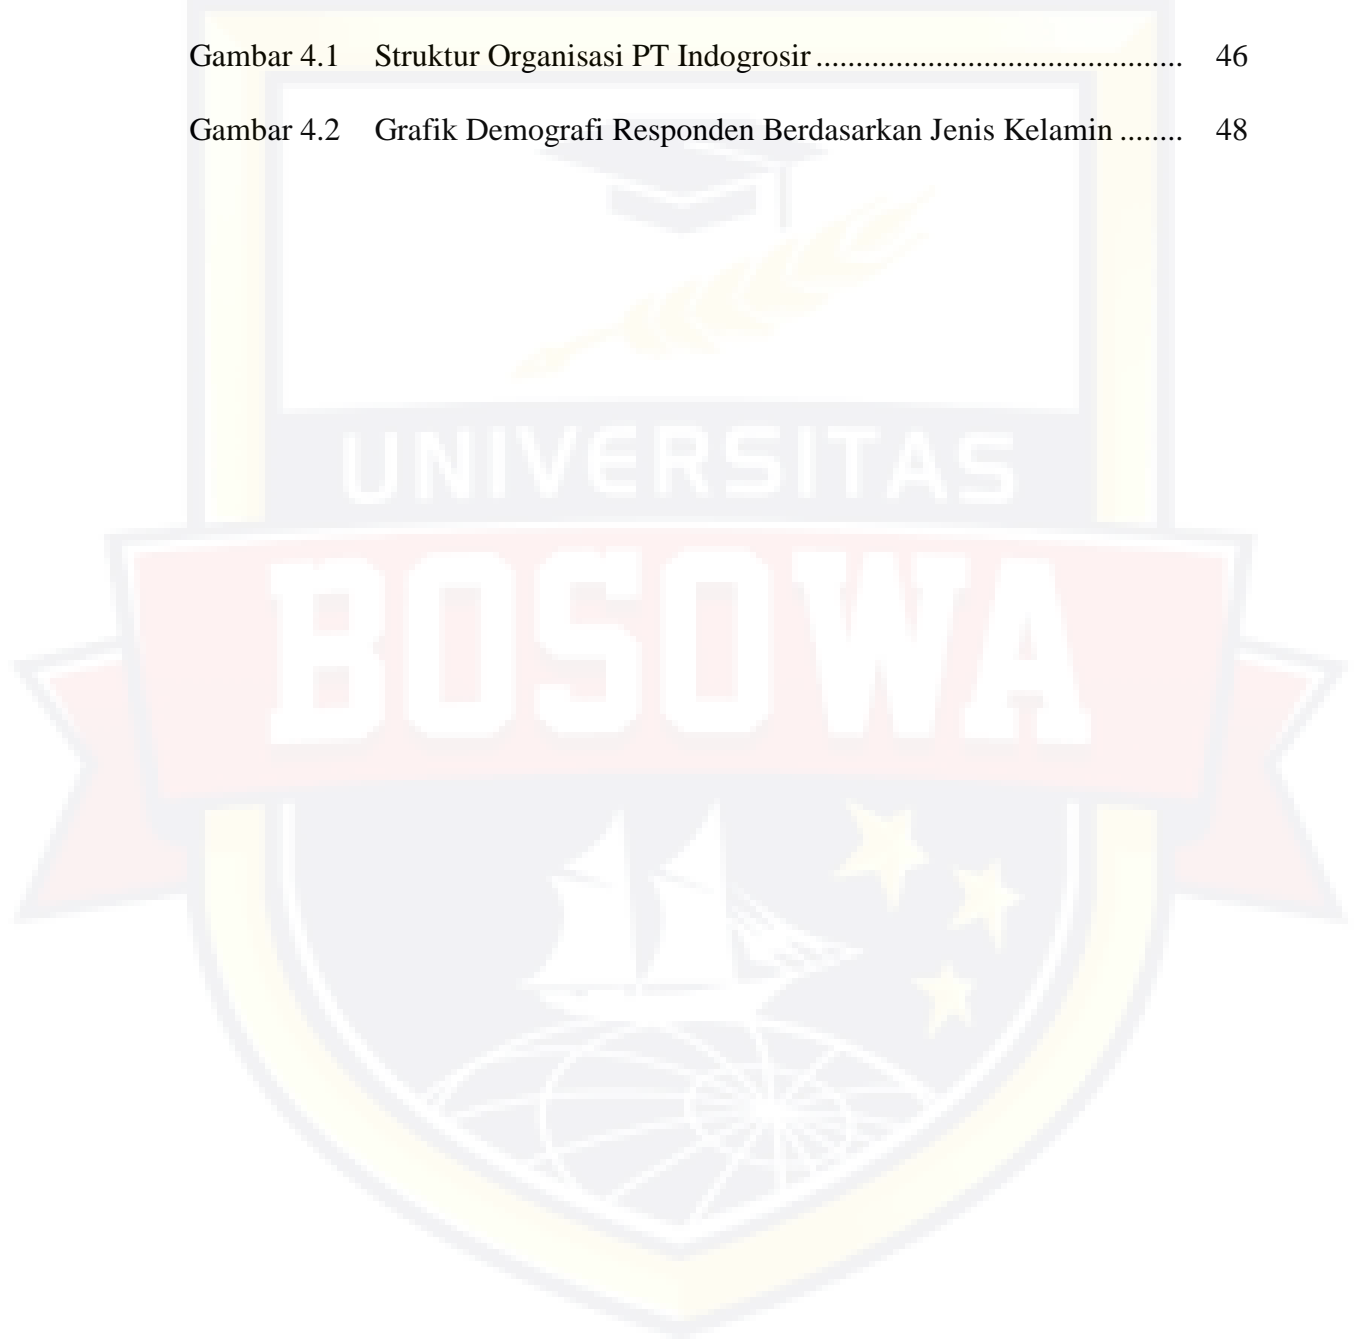 Gambar 4.1 Struktur Organisasi PT Indogrosir .............................................. 46
Gambar 4.2 Grafik Demografi Responden Berdasarkan Jenis Kelamin ........ 48
UNIVERSITAS
BOSOWA